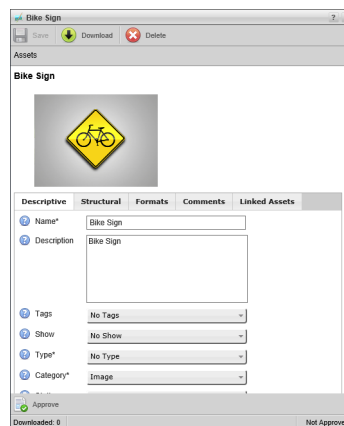 Bike Sign ?
Save Download Delete
Assets
Bike Sign
Descriptive Structural Formats Comments Linked Assets
? Name* Bike Sign
? Description Bike Sign
? Tags No Tags
? Show No Show
? Type* No Type
? Category* Image
Approve
Downloaded: 0 Not Approve